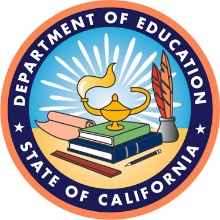 DEPARTMENT OF EDUCATION
STATE OF CALIFORNIA